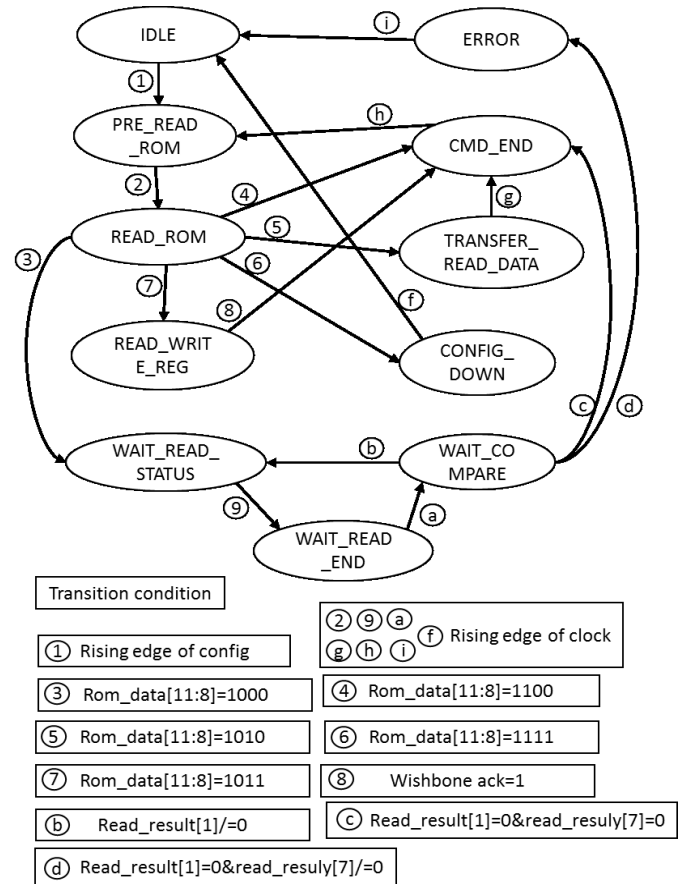 IDLE
ⓘ
ERROR
①
ⓗ
PRE_READ
_ROM
CMD_END
②
④
ⓖ
READ_ROM
⑤
TRANSFER_
READ_DATA
③
⑥
⑦
⑧
ⓕ
READ_WRIT
E_REG
CONFIG_
DOWN
ⓒ
ⓓ
WAIT_READ_
STATUS
ⓑ
WAIT_CO
MPARE
⑨
ⓐ
WAIT_READ
_END
Transition condition
② ⑨ ⓐ
ⓖ ⓗ ⓘ ⓕ Rising edge of clock
① Rising edge of config
③ Rom_data[11:8]=1000
④ Rom_data[11:8]=1100
⑤ Rom_data[11:8]=1010
⑥ Rom_data[11:8]=1111
⑦ Rom_data[11:8]=1011
⑧ Wishbone ack=1
ⓑ Read_result[1]/=0
ⓒ Read_result[1]=0&read_resuly[7]=0
ⓓ Read_result[1]=0&read_resuly[7]/=0